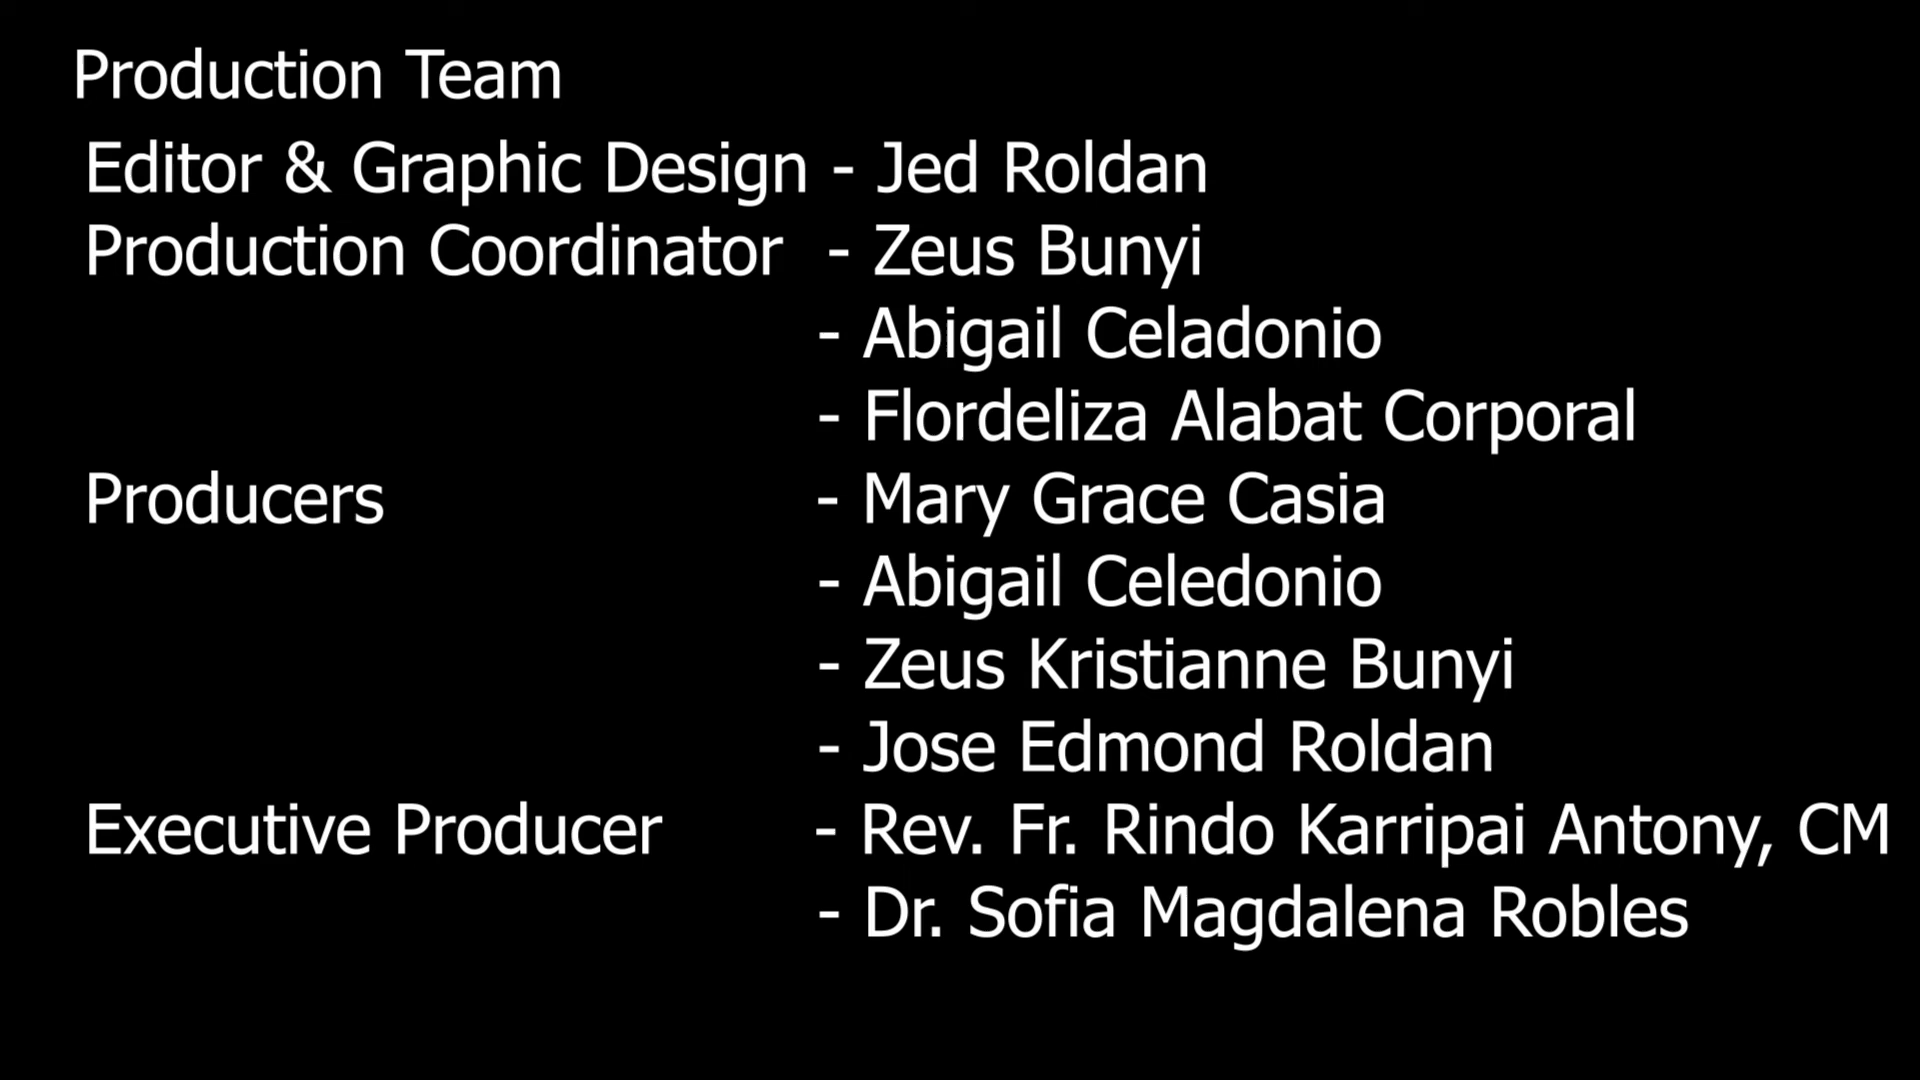 Production Team
Editor & Graphic Design - Jed Roldan
Production Coordinator - Zeus Bunyi
- Abigail Celadonio
- Flordeliza Alabat Corporal
Producers - Mary Grace Casia
- Abigail Celedonio
- Zeus Kristianne Bunyi
- Jose Edmond Roldan
Executive Producer - Rev. Fr. Rindo Karripai Antony, CM
- Dr. Sofia Magdalena Robles